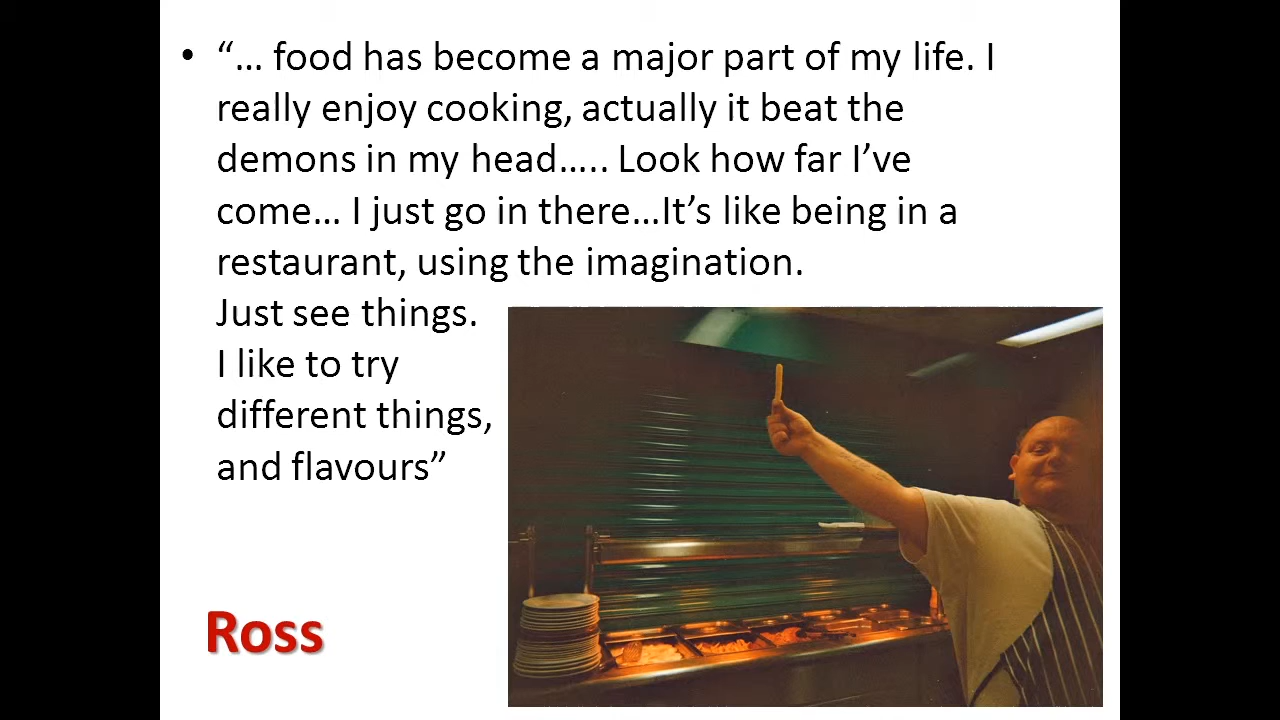 • “… food has become a major part of my life. I
really enjoy cooking, actually it beat the
demons in my head….. Look how far I’ve
come… I just go in there…It’s like being in a
restaurant, using the imagination.
Just see things.
I like to try
different things,
and flavours”
Ross